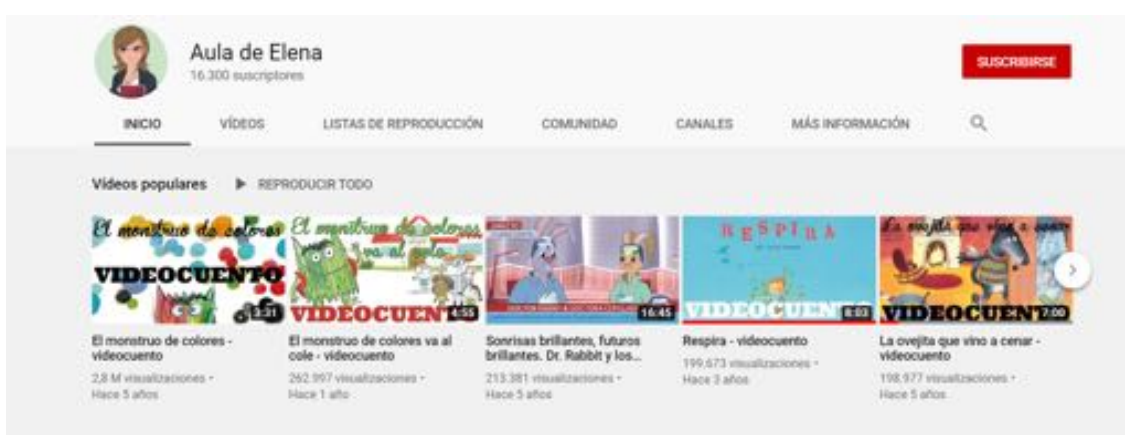 Aula de Elena
16.300 suscriptores
SUSCRIBIRSE
INICIO VÍDEOS LISTAS DE REPRODUCCIÓN COMUNIDAD CANALES MÁS INFORMACIÓN
Vídeos populares REPRODUCIR TODO
El monstruo de colores
VIDEOCUENTO
3:31
El monstruo de colores
va al cole
VIDEOCUENTO
4:55
16:45
RESPIRA
VIDEOCUENTO
8:03
La ovejita que vino a cenar
VIDEOCUENTO
7:00
El monstruo de colores -
videocuento
2,8 M visualizaciones •
Hace 5 años
El monstruo de colores va al
cole - videocuento
262.997 visualizaciones •
Hace 1 año
Sonrisas brillantes, futuros
brillantes. Dr. Rabbit y los...
213.381 visualizaciones •
Hace 5 años
Respira - videocuento
199.673 visualizaciones •
Hace 3 años
La ovejita que vino a cenar -
videocuento
198.977 visualizaciones •
Hace 5 años